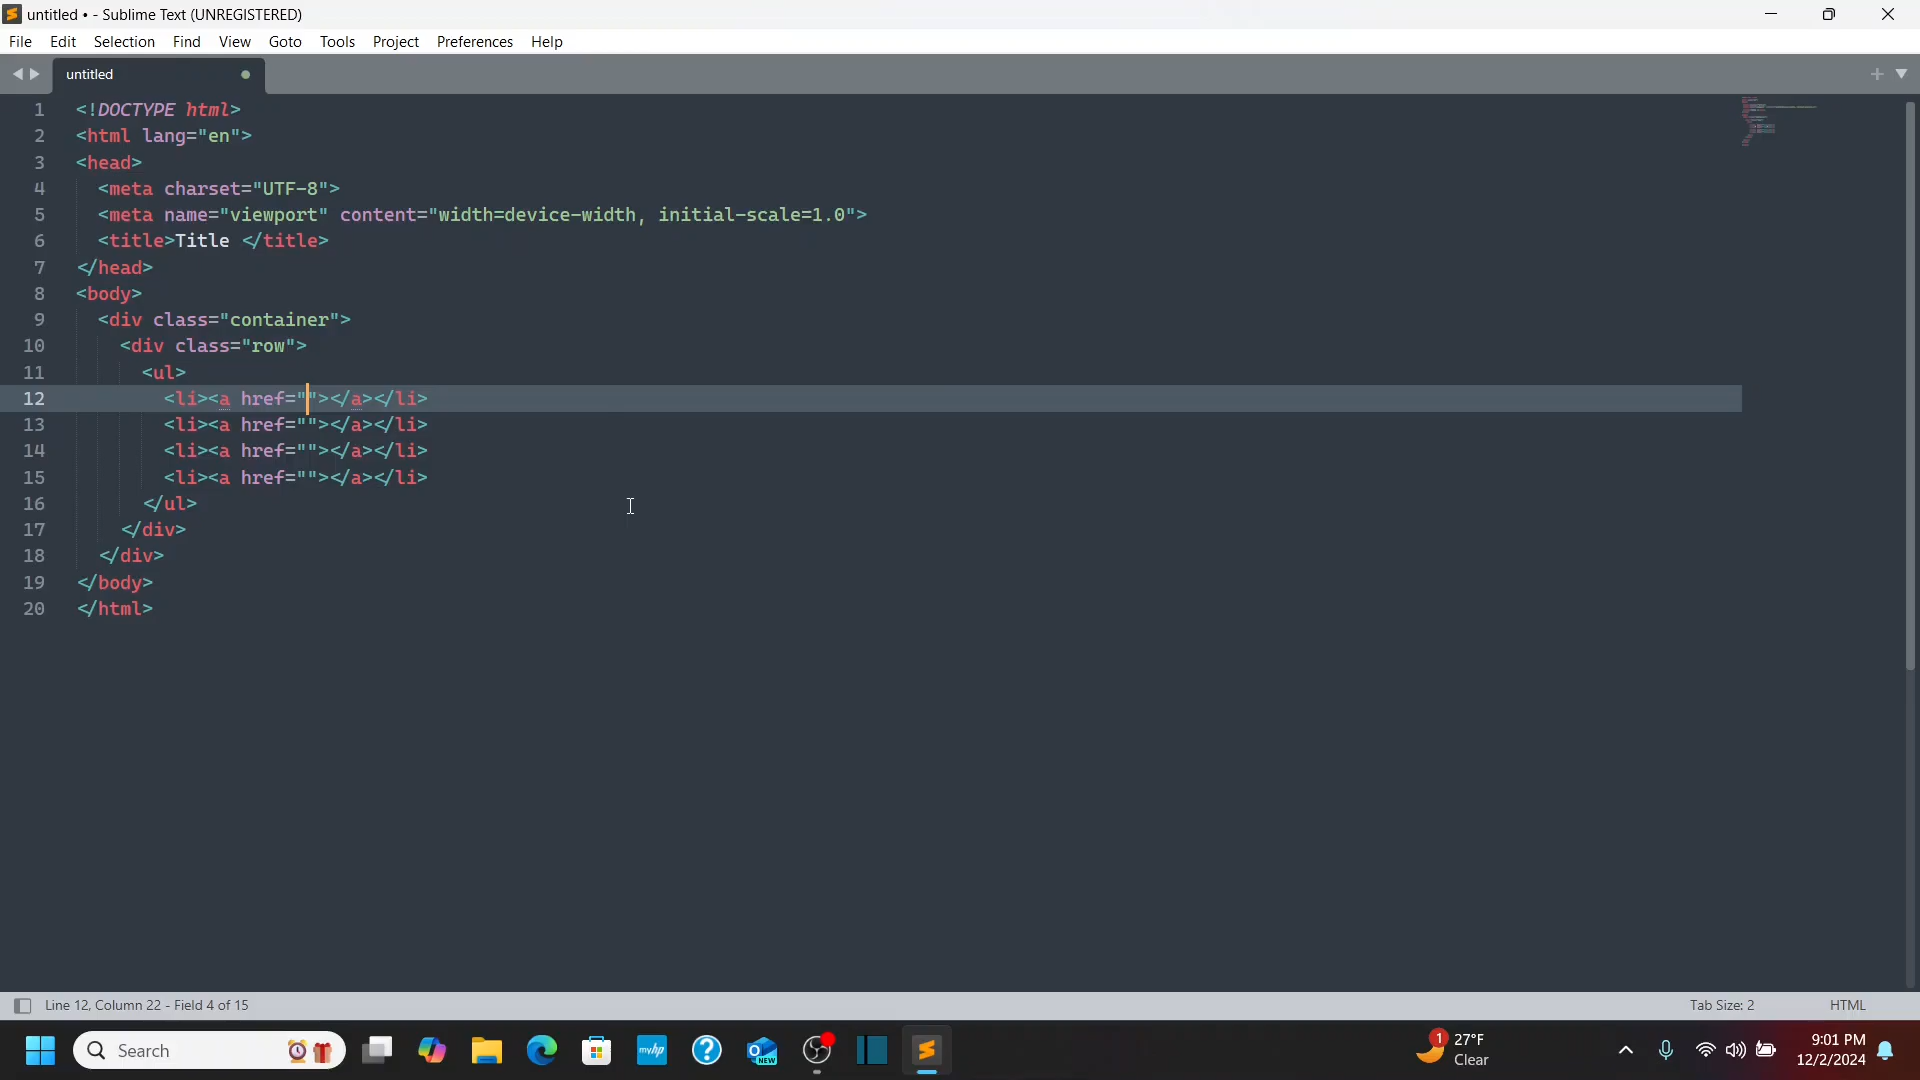 untitled • - Sublime Text (UNREGISTERED)
File Edit Selection Find View Goto Tools Project Preferences Help
untitled
1 <!DOCTYPE html>
2 <html lang="en">
3 <head>
4 <meta charset="UTF-8">
5 <meta name="viewport" content="width=device-width, initial-scale=1.0">
6 <title>Title </title>
7 </head>
8 <body>
9 <div class="container">
10 <div class="row">
11 <ul>
12 <li><a href=""></a></li>
13 <li><a href=""></a></li>
14 <li><a href=""></a></li>
15 <li><a href=""></a></li>
16 </ul>
17 </div>
18 </div>
19 </body>
20 </html>
Line 12, Column 22 - Field 4 of 15 Tab Size: 2 HTML
Search myhp NEW 1 27°F 9:01 PM
Clear 12/2/2024